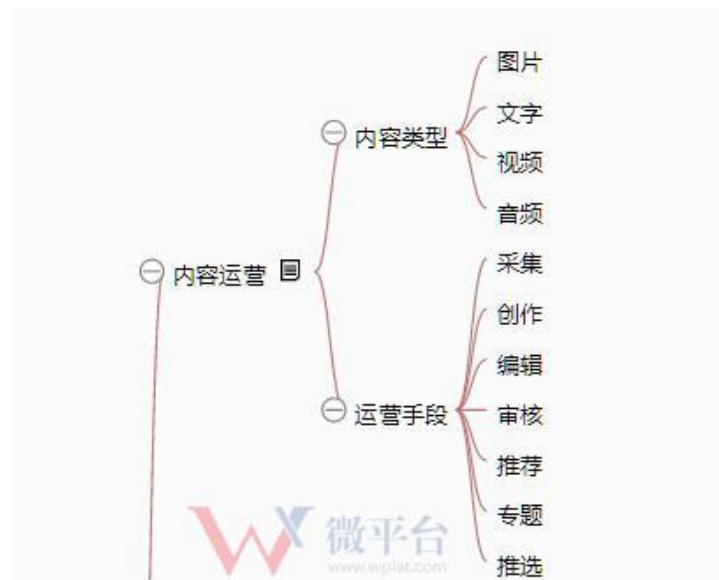 内容运营
内容类型
图片
文字
视频
音频
运营手段
采集
创作
编辑
审核
推荐
专题
推选
微平台
www.wplat.com